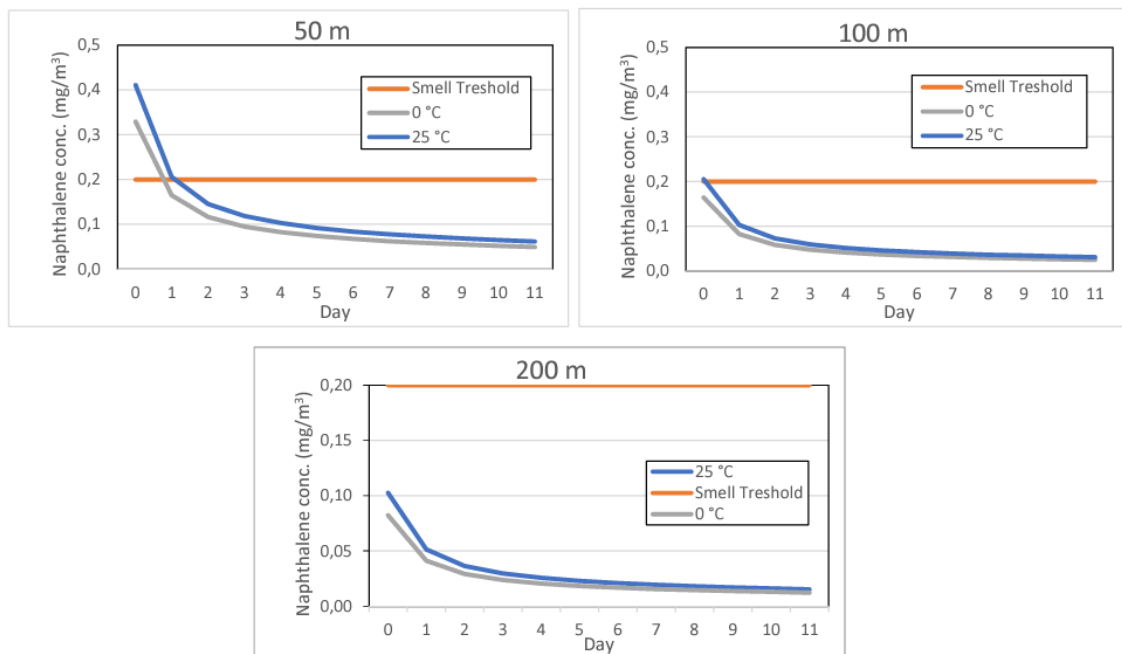 50 m
Naphthalene conc. (mg/m³)
0,5
0,4
0,3
0,2
0,1
0,0
Smell Treshold
0 °C
25 °C
0 1 2 3 4 5 6 7 8 9 10 11
Day
100 m
Naphthalene conc. (mg/m³)
0,5
0,4
0,3
0,2
0,1
0,0
Smell Treshold
0 °C
25 °C
0 1 2 3 4 5 6 7 8 9 10 11
Day
200 m
Naphthalene conc. (mg/m³)
0,20
0,15
0,10
0,05
0,00
25 °C
Smell Treshold
0 °C
0 1 2 3 4 5 6 7 8 9 10 11
Day